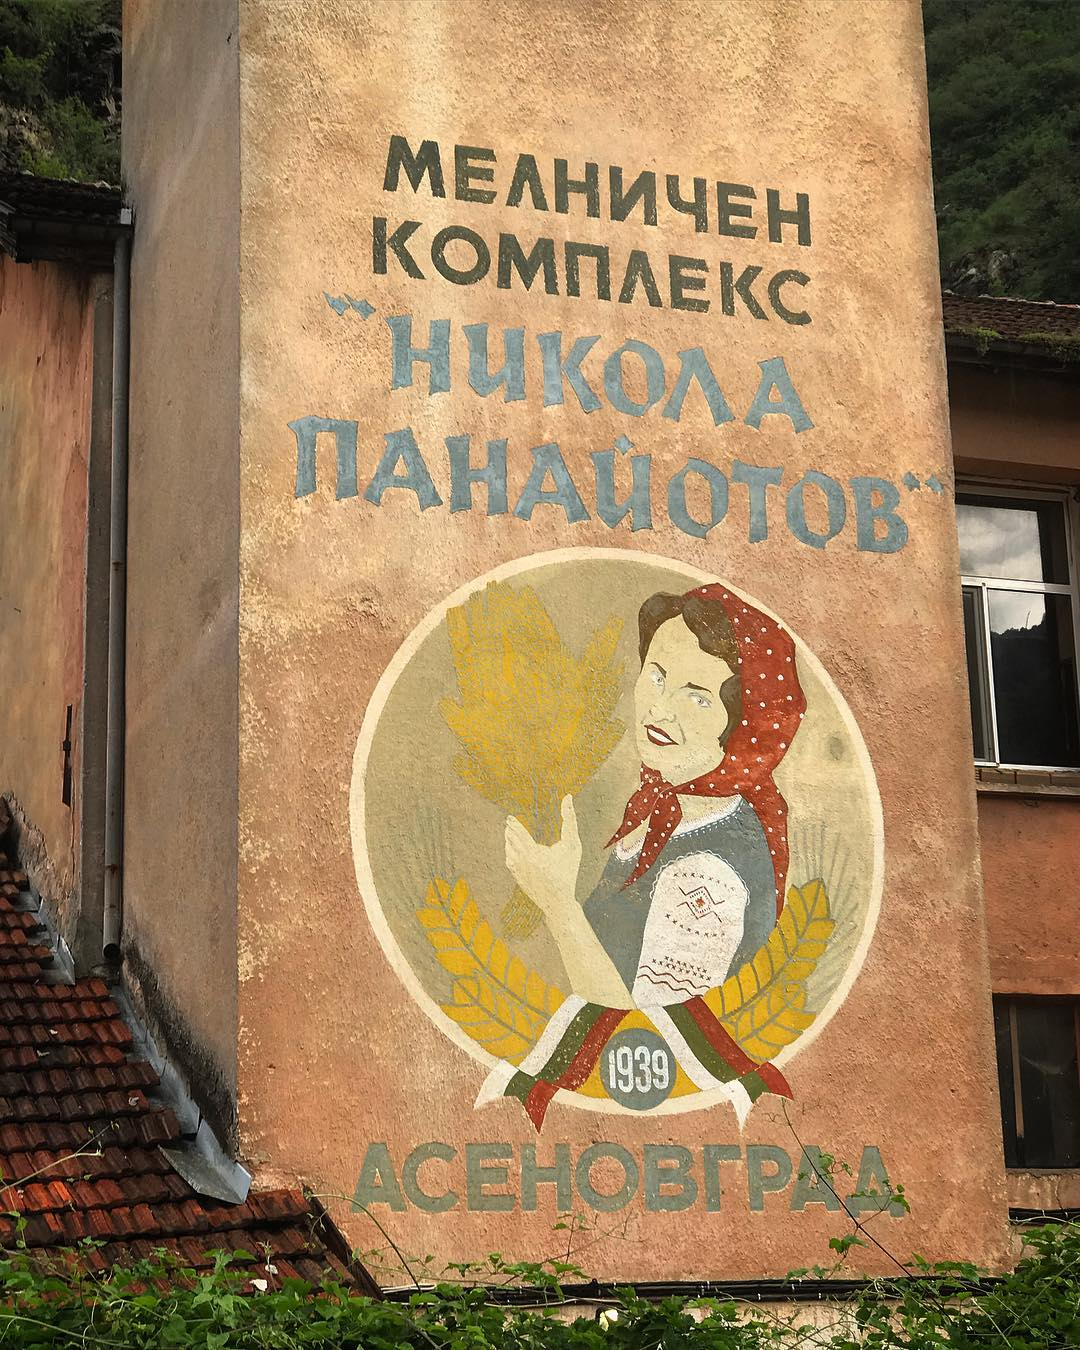 МЕЛНИЧЕН
КОМПЛЕКС
"НИКОЛА
ПАНАЙОТОВ"
1939
АСЕНОВГРАД